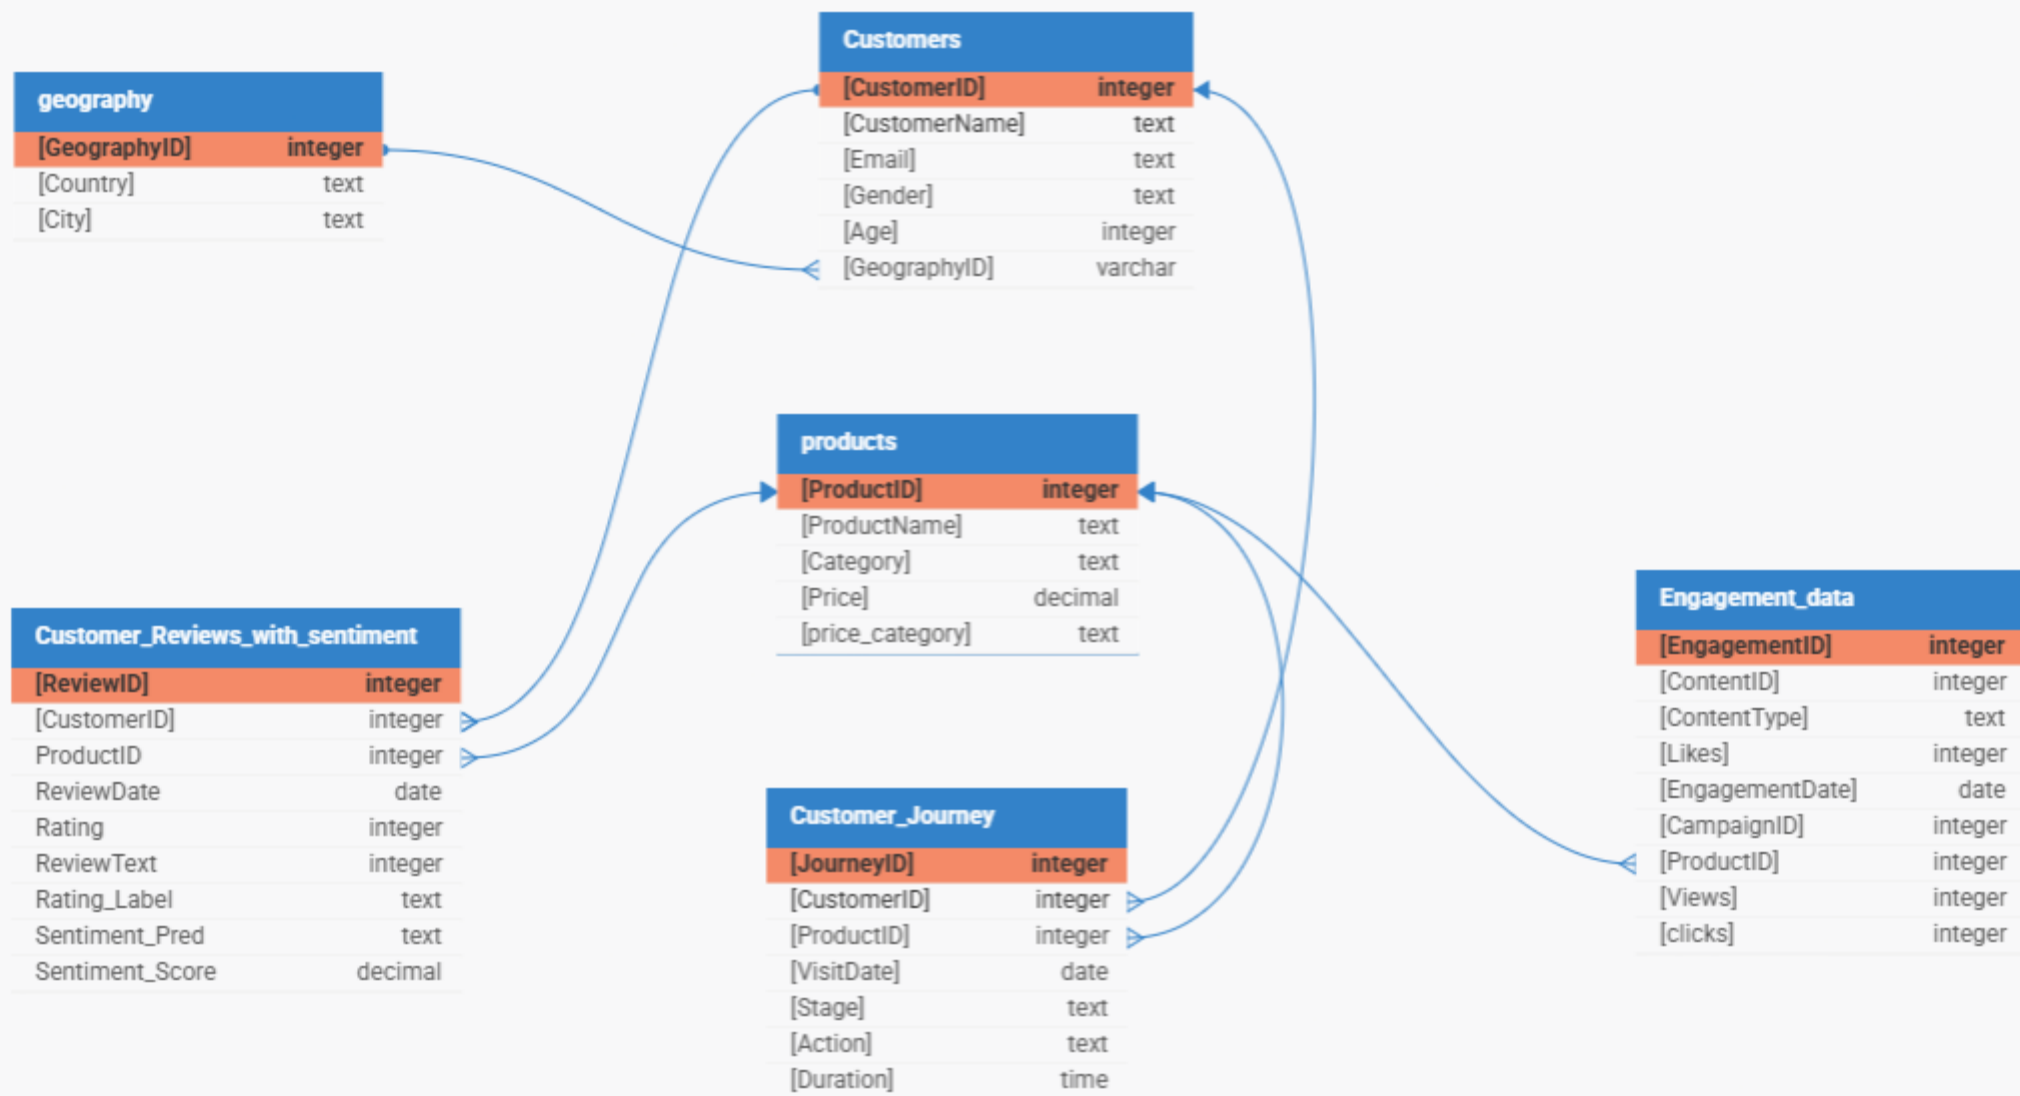 geography
[GeographyID] integer
[Country] text
[City] text
Customers
[CustomerID] integer
[CustomerName] text
[Email] text
[Gender] text
[Age] integer
[GeographyID] varchar
products
[ProductID] integer
[ProductName] text
[Category] text
[Price] decimal
[price_category] text
Customer_Reviews_with_sentiment
[ReviewID] integer
[CustomerID] integer
ProductID integer
ReviewDate date
Rating integer
ReviewText integer
Rating_Label text
Sentiment_Pred text
Sentiment_Score decimal
Customer_Journey
[JourneyID] integer
[CustomerID] integer
[ProductID] integer
[VisitDate] date
[Stage] text
[Action] text
[Duration] time
Engagement_data
[EngagementID] integer
[ContentID] integer
[ContentType] text
[Likes] integer
[EngagementDate] date
[CampaignID] integer
[ProductID] integer
[Views] integer
[clicks] integer